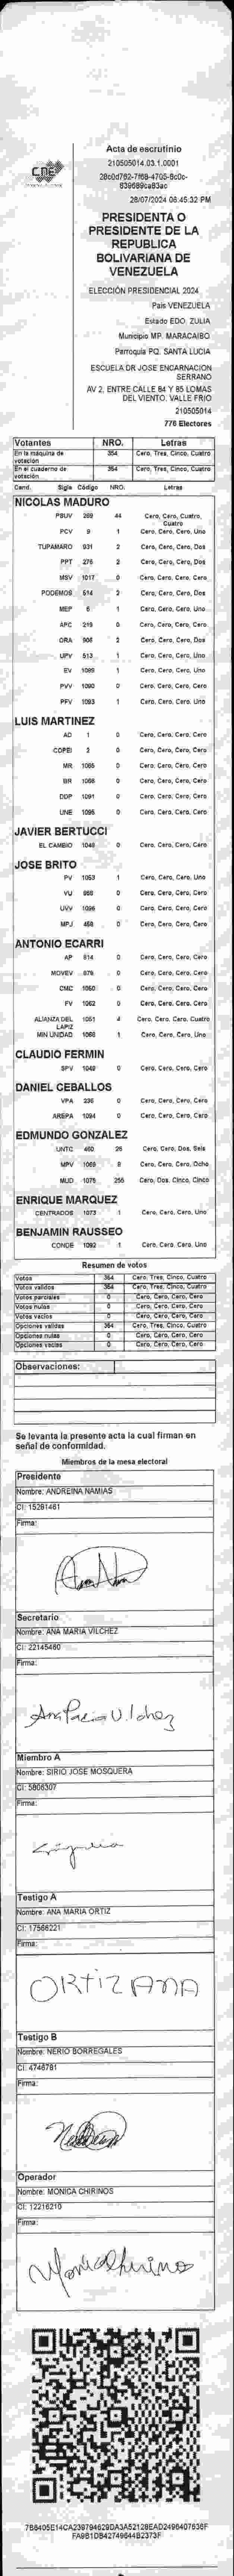 CNE
Acta de escrutinio
210505014.03.1.0001
28/07/2024 06:45:32 PM
PRESIDENTA O
PRESIDENTE DE LA
REPUBLICA
BOLIVARIANA DE
VENEZUELA
ELECCIÓN PRESIDENCIAL 2024
País VENEZUELA
Estado EDO. ZULIA
Municipio MP. MARACAIBO
Parroquia PQ. SANTA LUCIA
ESCUELA DR JOSE ENCARNACION
SERRANO
AV 2, ENTRE CALLE 84 Y 85 LOMAS
DEL VIENTO. VALLE FRIO
210505014
776 Electores
Votantes NRO. Letras
En la máquina de votación 354 Cero, Tres, Cinco, Cuatro
En el cuaderno de votación 354 Cero, Tres, Cinco, Cuatro
Cand. Sigla Código NRO. Letras
NICOLAS MADURO
PSUV 269 44 Cero, Cero, Cuatro, Cuatro
PCV 9 1 Cero, Cero, Cero, Uno
TUPAMARO 931 2 Cero, Cero, Cero, Dos
PPT 276 2 Cero, Cero, Cero, Dos
MSV 1017 0 Cero, Cero, Cero, Cero
PODEMOS 514 2 Cero, Cero, Cero, Dos
MEP 6 1 Cero, Cero, Cero, Uno
APC 219 0 Cero, Cero, Cero, Cero
ORA 906 2 Cero, Cero, Cero, Dos
UPV 513 1 Cero, Cero, Cero, Uno
EV 1089 1 Cero, Cero, Cero, Uno
PVV 1090 0 Cero, Cero, Cero, Cero
PFV 1093 1 Cero, Cero, Cero, Uno
LUIS MARTINEZ
AD 1 0 Cero, Cero, Cero, Cero
COPEI 2 0 Cero, Cero, Cero, Cero
MR 1065 0 Cero, Cero, Cero, Cero
BR 1066 0 Cero, Cero, Cero, Cero
DDP 1091 0 Cero, Cero, Cero, Cero
UNE 1095 0 Cero, Cero, Cero, Cero
JAVIER BERTUCCI
EL CAMBIO 1048 0 Cero, Cero, Cero, Cero
JOSE BRITO
PV 1053 1 Cero, Cero, Cero, Uno
VU 868 0 Cero, Cero, Cero, Cero
UVV 1096 0 Cero, Cero, Cero, Cero
MPJ 458 0 Cero, Cero, Cero, Cero
ANTONIO ECARRI
AP 814 0 Cero, Cero, Cero, Cero
MOVEV 879 0 Cero, Cero, Cero, Cero
CMC 1050 0 Cero, Cero, Cero, Cero
FV 1062 0 Cero, Cero, Cero, Cero
ALIANZA DEL LAPIZ 1051 4 Cero, Cero, Cero, Cuatro
MIN UNIDAD 1068 1 Cero, Cero, Cero, Uno
CLAUDIO FERMIN
SPV 1049 0 Cero, Cero, Cero, Cero
DANIEL CEBALLOS
VPA 236 0 Cero, Cero, Cero, Cero
AREPA 1094 0 Cero, Cero, Cero, Cero
EDMUNDO GONZALEZ
UNTC 460 26 Cero, Cero, Dos, Seis
MPV 1069 8 Cero, Cero, Cero, Ocho
MUD 1075 255 Cero, Dos, Cinco, Cinco
ENRIQUE MARQUEZ
CENTRADOS 1073 1 Cero, Cero, Cero, Uno
BENJAMIN RAUSSEO
CONDE 1092 1 Cero, Cero, Cero, Uno
Resumen de votos
Votos 354 Cero, Tres, Cinco, Cuatro
Votos validos 354 Cero, Tres, Cinco, Cuatro
Votos parciales 0 Cero, Cero, Cero, Cero
Votos nulos 0 Cero, Cero, Cero, Cero
Votos vacios 0 Cero, Cero, Cero, Cero
Opciones validas 354 Cero, Tres, Cinco, Cuatro
Opciones nulas 0 Cero, Cero, Cero, Cero
Opciones vacias 0 Cero, Cero, Cero, Cero
Observaciones:
Se levanta la presente acta la cual firman en
señal de conformidad.
Miembros de la mesa electoral
Presidente
Nombre: ANDREINA NAMIAS
CI: 15261461
Firma:
Secretario
Nombre: ANA MARIA VILCHEZ
CI: 22145460
Firma:
Miembro A
Nombre: SIRIO JOSE MOSQUERA
CI: 5806307
Firma:
Testigo A
Nombre: ANA MARIA ORTIZ
CI: 17566221
Firma:
ORTIZ ANA
Testigo B
Nombre: NERIO BORREGALES
CI: 4746781
Firma:
Operador
Nombre: MONICA CHIRINOS
CI: 12216210
Firma: